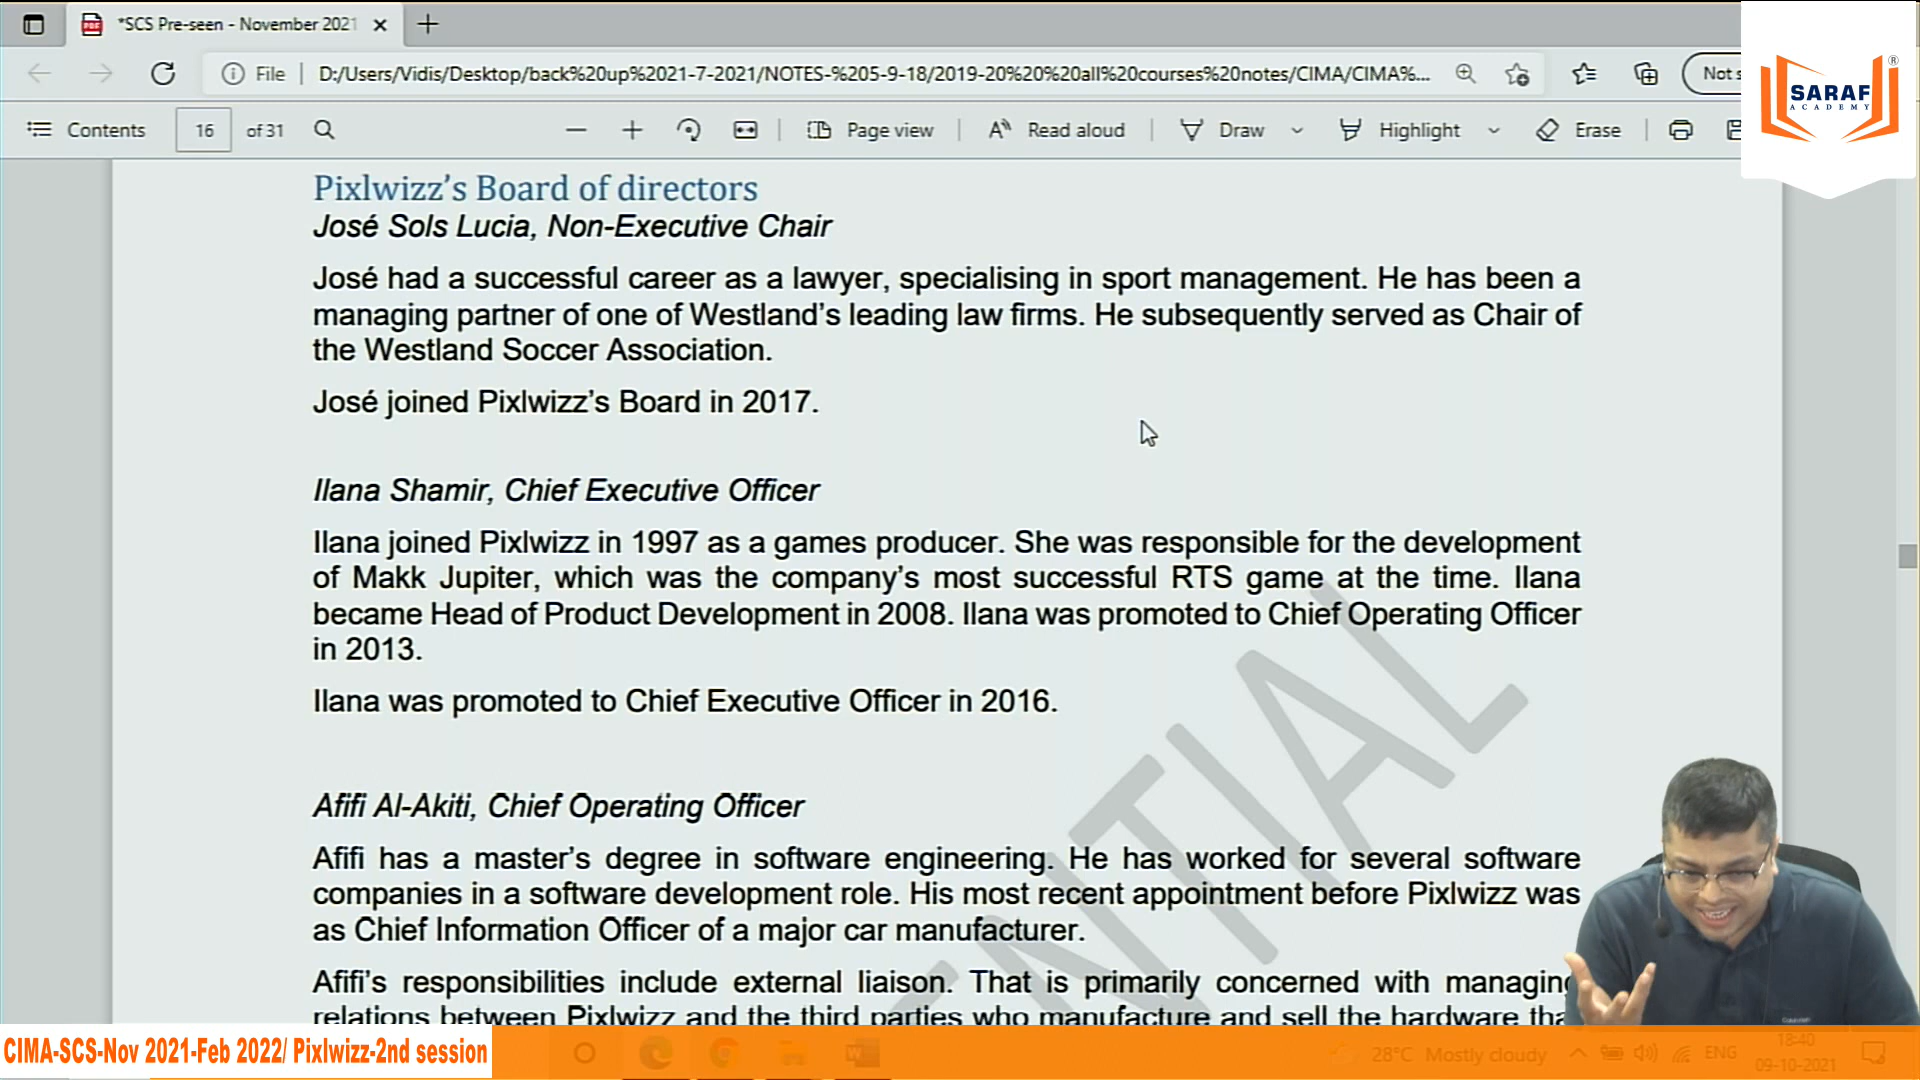 *SCS Pre-seen - November 2021
File
D:/Users/Vidis/Desktop/back%20up%2021-7-2021/NOTES-%205-9-18/2019-20%20%20all%20courses%20notes/CIMA/CIMA%...
Not s
SARAF
ACADEMY
Contents
16
of 31
Page view
Read aloud
Draw
Highlight
Erase
Pixlwizz's Board of directors
José Sols Lucia, Non-Executive Chair
José had a successful career as a lawyer, specialising in sport management. He has been a
managing partner of one of Westland's leading law firms. He subsequently served as Chair of
the Westland Soccer Association.
José joined Pixlwizz's Board in 2017.
Ilana Shamir, Chief Executive Officer
Ilana joined Pixlwizz in 1997 as a games producer. She was responsible for the development
of Makk Jupiter, which was the company's most successful RTS game at the time. Ilana
became Head of Product Development in 2008. Ilana was promoted to Chief Operating Officer
in 2013.
Ilana was promoted to Chief Executive Officer in 2016.
Afifi Al-Akiti, Chief Operating Officer
Afifi has a master's degree in software engineering. He has worked for several software
companies in a software development role. His most recent appointment before Pixlwizz was
as Chief Information Officer of a major car manufacturer.
Afifi's responsibilities include external liaison. That is primarily concerned with managing
relations between Pixlwizz and the third parties who manufacture and sell the hardware tha
ENTIAL
CIMA-SCS-Nov 2021-Feb 2022/ Pixlwizz-2nd session
28°C Mostly cloudy
ENG
18:40
09-10-2021